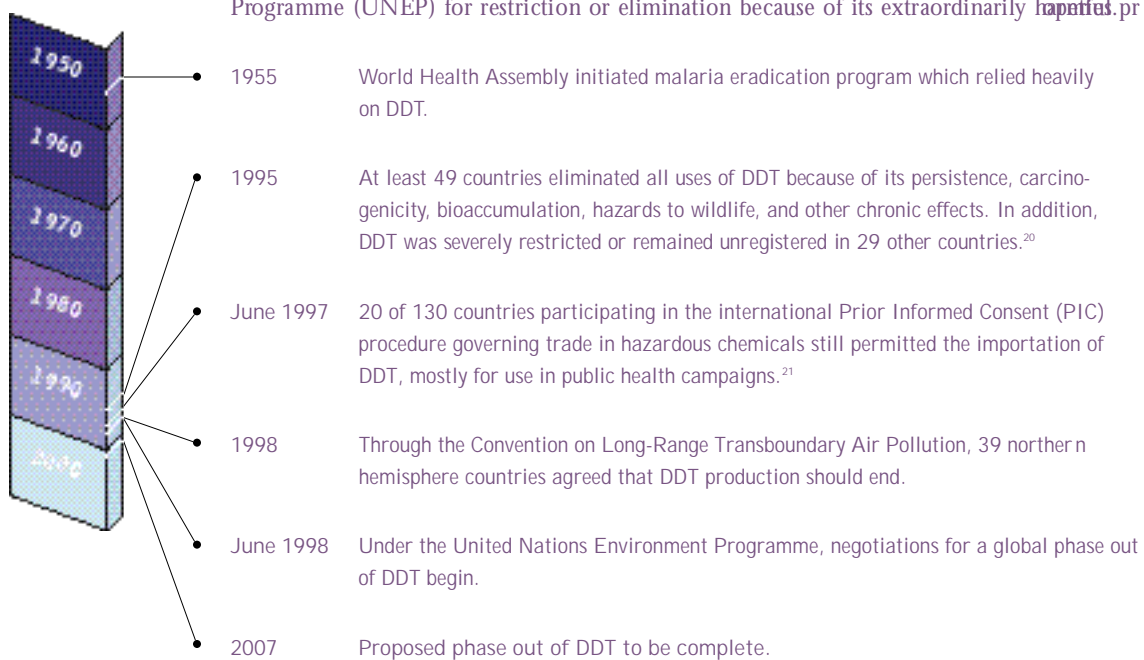 Programme (UNEP) for restriction or elimination because of its extraordinarily
1950
1960
1970
1980
1990
2000
1955 World Health Assembly initiated malaria eradication program which relied heavily
on DDT.
1995 At least 49 countries eliminated all uses of DDT because of its persistence, carcino-
genicity, bioaccumulation, hazards to wildlife, and other chronic effects. In addition,
DDT was severely restricted or remained unregistered in 29 other countries.20
June 1997 20 of 130 countries participating in the international Prior Informed Consent (PIC)
procedure governing trade in hazardous chemicals still permitted the importation of
DDT, mostly for use in public health campaigns.21
1998 Through the Convention on Long-Range Transboundary Air Pollution, 39 northern
hemisphere countries agreed that DDT production should end.
June 1998 Under the United Nations Environment Programme, negotiations for a global phase out
of DDT begin.
2007 Proposed phase out of DDT to be complete.